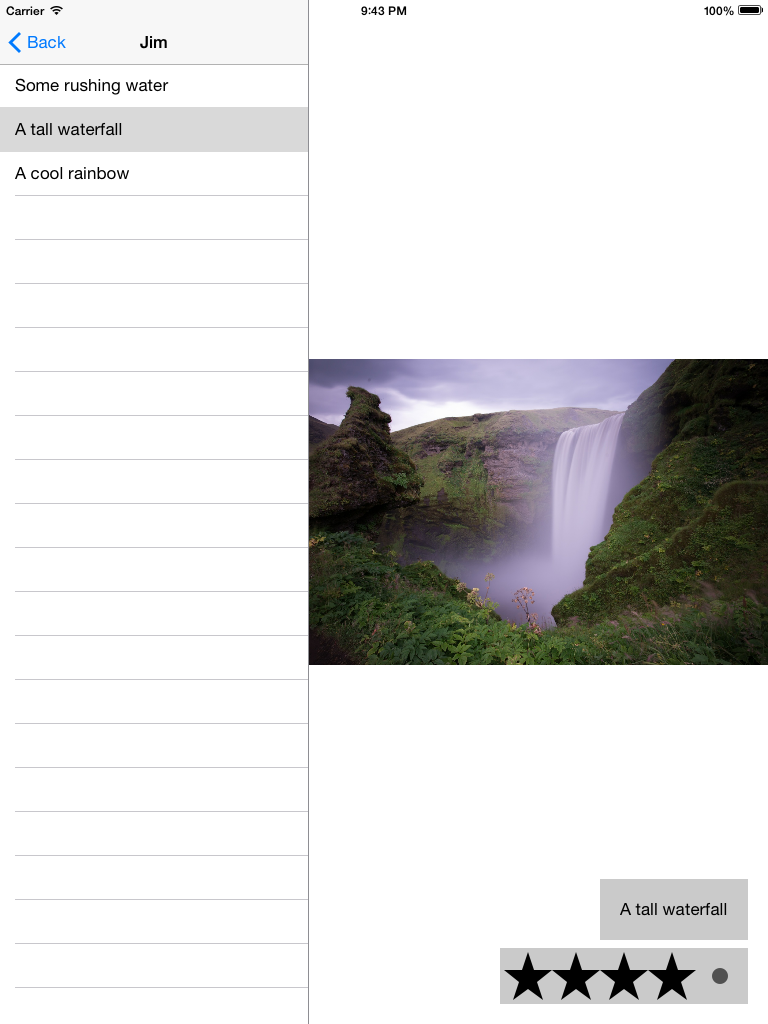 Carrier 9:43 PM 100%
Back Jim
Some rushing water
A tall waterfall
A cool rainbow
A tall waterfall